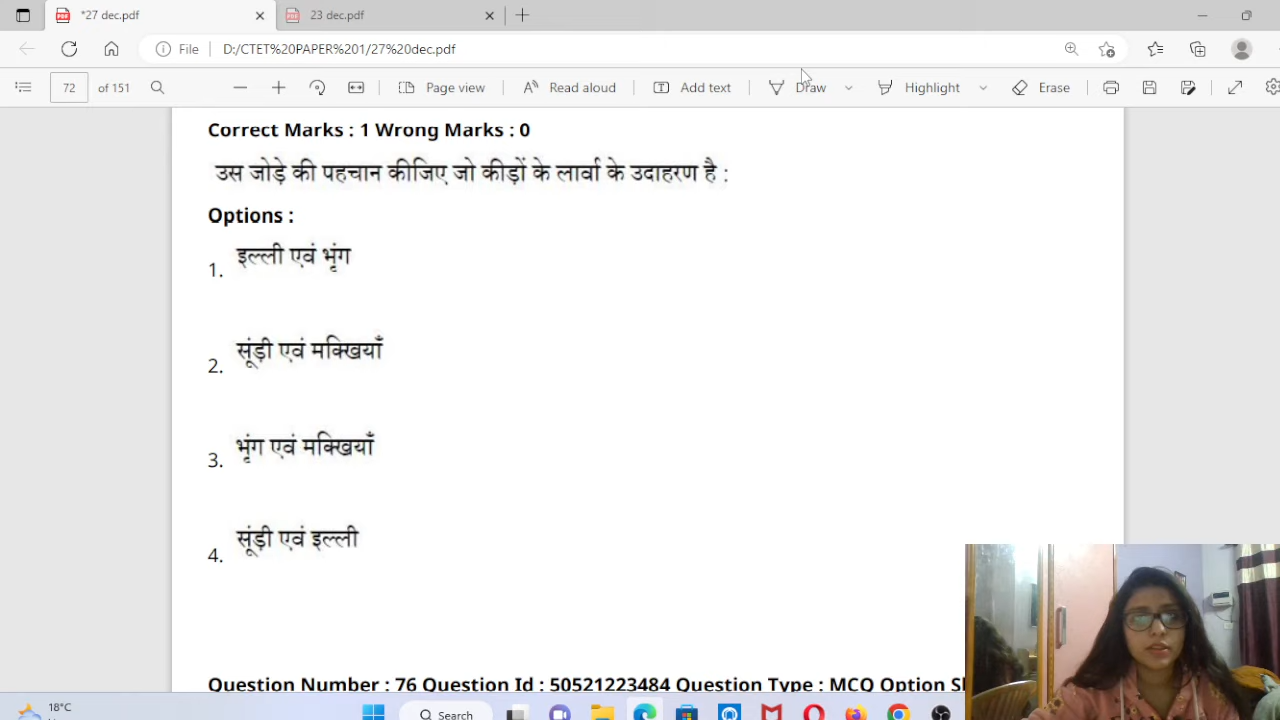 *27 dec.pdf
23 dec.pdf
File
D:/CTET%20PAPER%201/27%20dec.pdf
72 of 151
Page view
Read aloud
Add text
Draw
Highlight
Erase
Correct Marks : 1 Wrong Marks : 0
उस जोड़े की पहचान कीजिए जो कीड़ों के लार्वा के उदाहरण है :
Options :
1. इल्ली एवं भृंग
2. सूंड़ी एवं मक्खियाँ
3. भृंग एवं मक्खियाँ
4. सूंड़ी एवं इल्ली
Question Number : 76 Question Id : 50521223484 Question Type : MCQ Option
18°C
Search